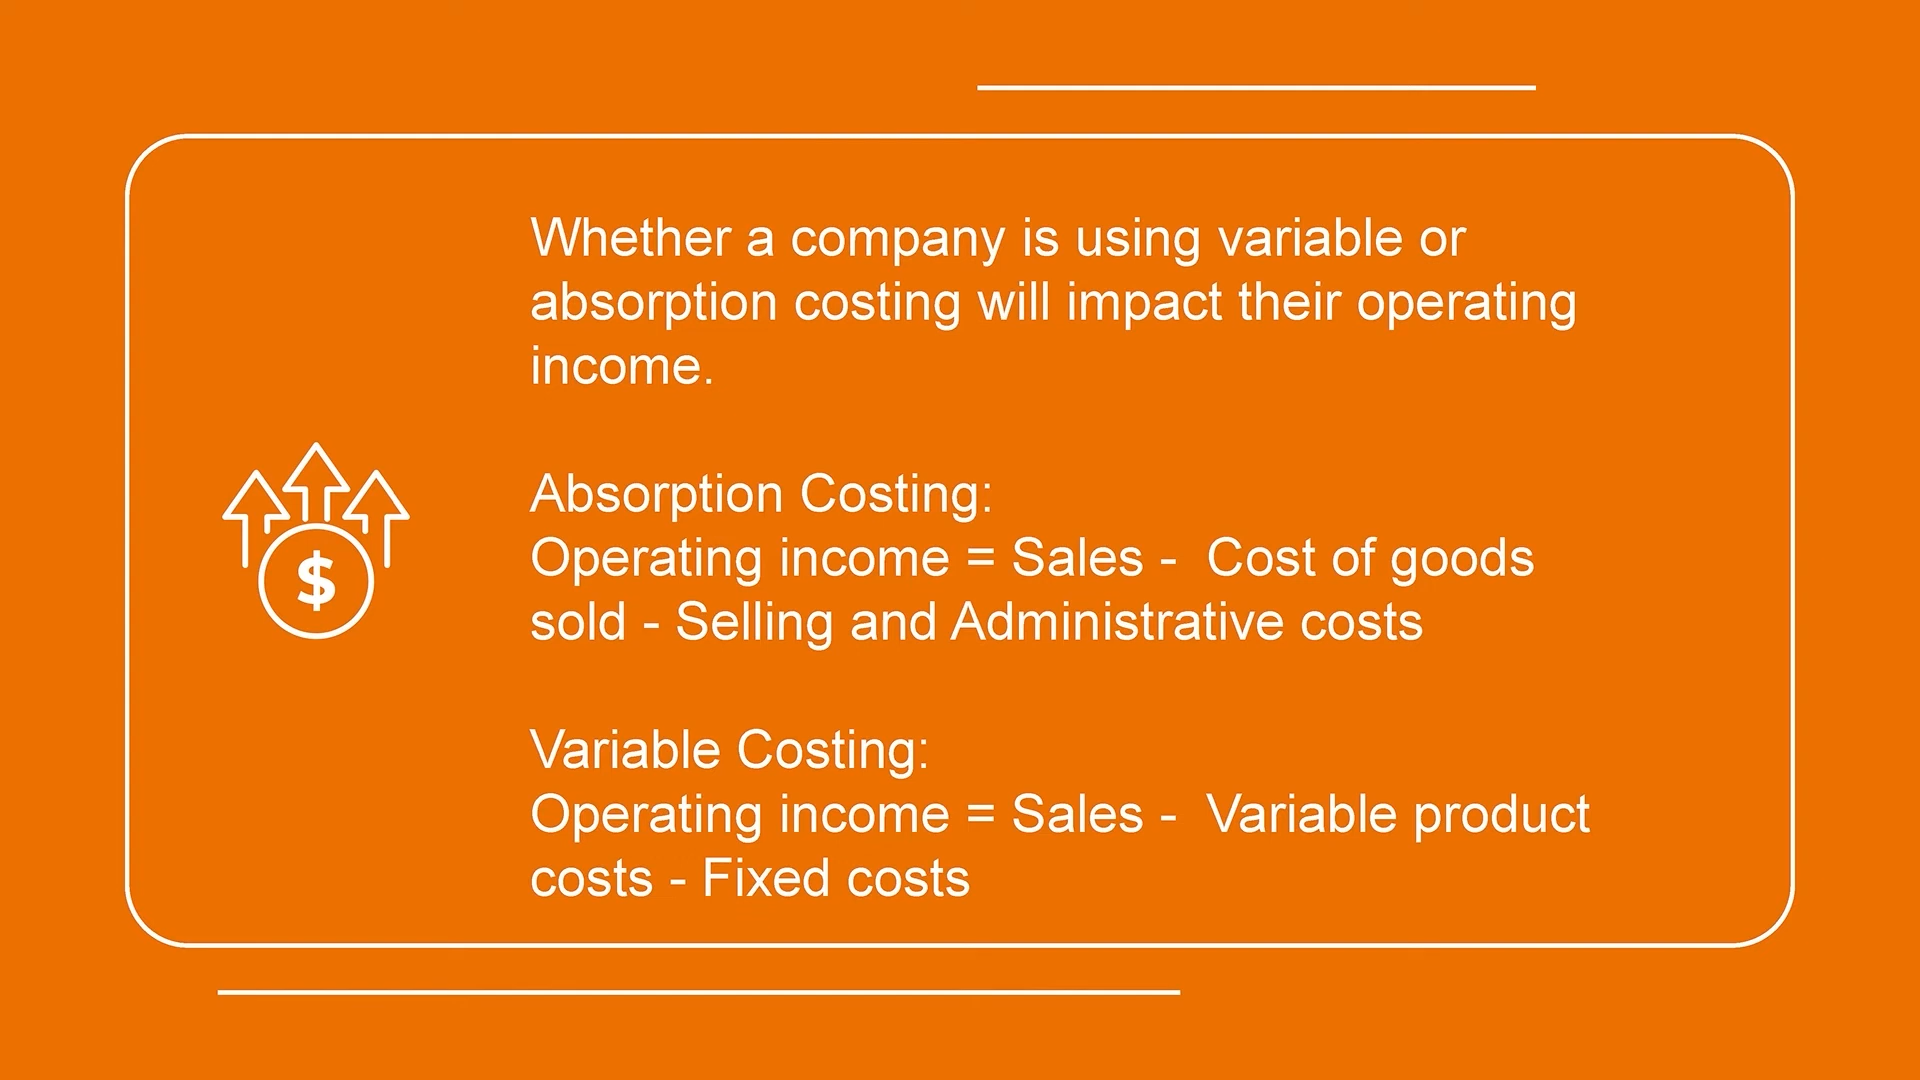 Whether a company is using variable or
absorption costing will impact their operating
income.
Absorption Costing:
Operating income = Sales -  Cost of goods
sold - Selling and Administrative costs
Variable Costing:
Operating income = Sales -  Variable product
costs - Fixed costs
$